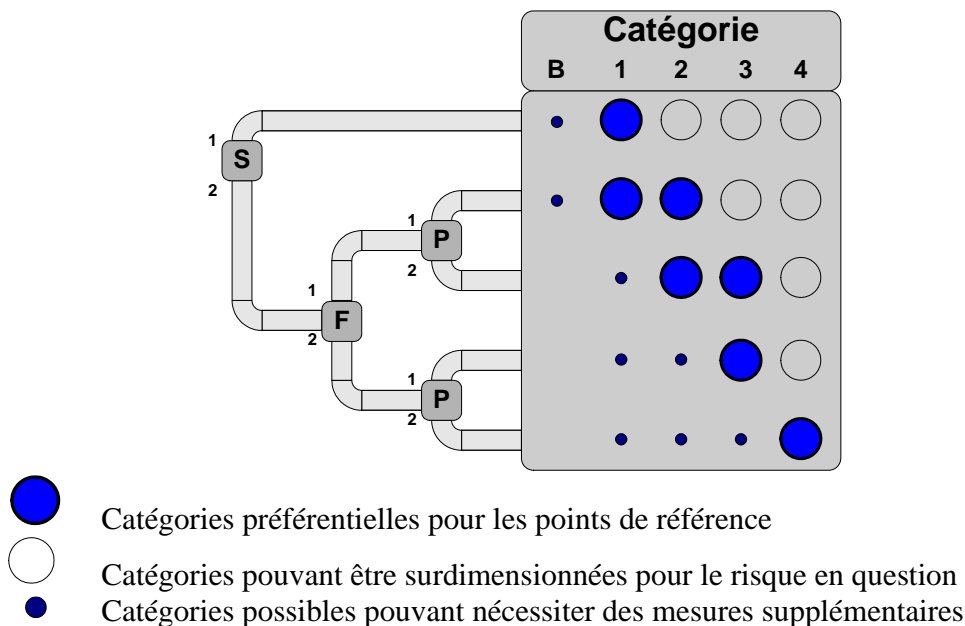 Catégorie
B 1 2 3 4
1
S
2
1
P
2
1
F
2
1
P
2
Catégories préférentielles pour les points de référence
Catégories pouvant être surdimensionnées pour le risque en question
Catégories possibles pouvant nécessiter des mesures supplémentaires